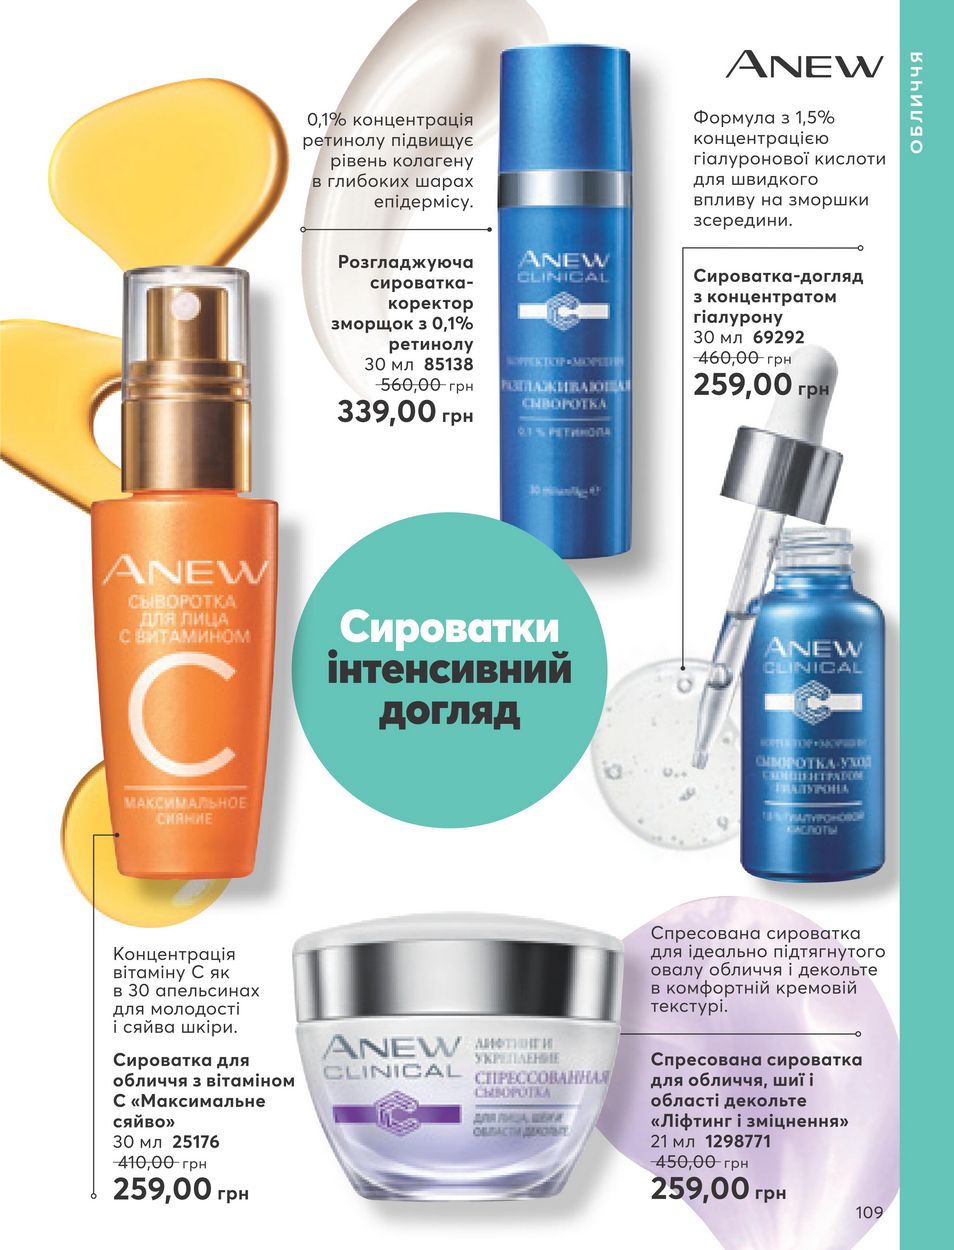 ANEW
ОБЛИЧЧЯ
0,1% концентрація
ретинолу підвищує
рівень колагену
в глибоких шарах
епідермісу.
Розгладжуюча
сироватка-
коректор
зморщок з 0,1%
ретинолу
30 мл 85138
560,00 грн
339,00 грн
ANEW
CLINICAL
КОРРЕКТОР•МОРЩИН
РАЗГЛАЖИВАЮЩАЯ
СЫВОРОТКА
0,1 % РЕТИНОЛА
Формула з 1,5%
концентрацією
гіалуронової кислоти
для швидкого
впливу на зморшки
зсередини.
Сироватка-догляд
з концентратом
гіалурону
30 мл 69292
460,00 грн
259,00 грн
ANEW
СЫВОРОТКА
ДЛЯ ЛИЦА
С ВИТАМИНОМ
C
МАКСИМАЛЬНОЕ
СИЯНИЕ
Сироватки
інтенсивний
догляд
ANEW
CLINICAL
КОРРЕКТОР•МОРЩИН
СЫВОРОТКА-УХОД
С КОНЦЕНТРАТОМ
ГИАЛУРОНА
ГИАЛУРОНОВОЙ
КИСЛОТЫ
Концентрація
вітаміну С як
в 30 апельсинах
для молодості
і сяйва шкіри.
Сироватка для
обличчя з вітаміном
С «Максимальне
сяйво»
30 мл 25176
410,00 грн
259,00 грн
ANEW
CLINICAL
ЛИФТИНГ И
УКРЕПЛЕНИЕ
СПРЕССОВАННАЯ
СЫВОРОТКА
ДЛЯ ЛИЦА, ШЕИ И
ОБЛАСТИ ДЕКОЛЬТЕ
Спресована сироватка
для ідеально підтягнутого
овалу обличчя і декольте
в комфортній кремовій
текстурі.
Спресована сироватка
для обличчя, шиї і
області декольте
«Ліфтинг і зміцнення»
21 мл 1298771
450,00 грн
259,00 грн
109